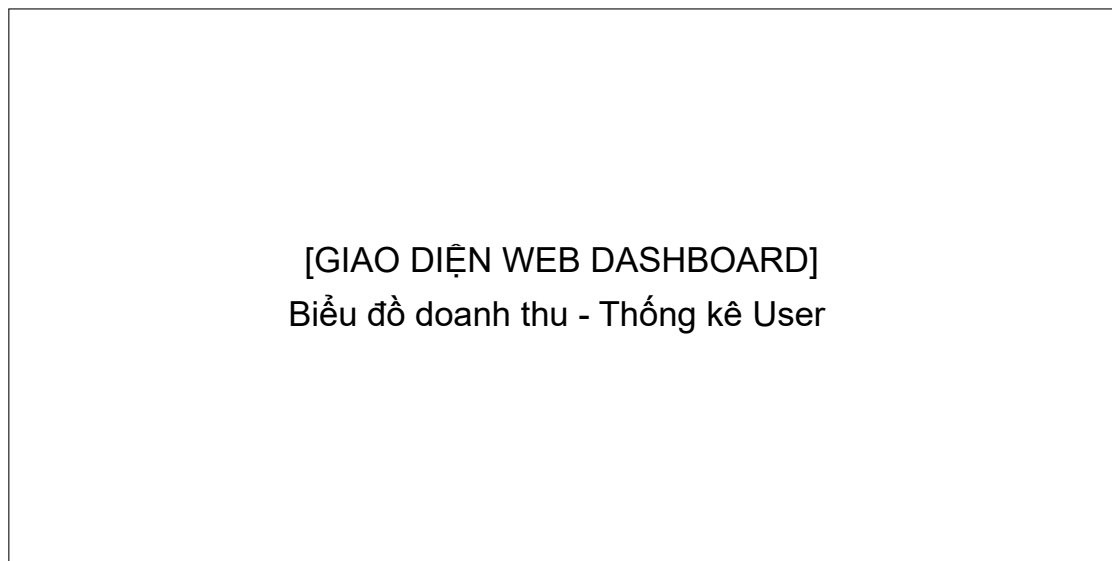 [GIAO DIỆN WEB DASHBOARD]
Biểu đồ doanh thu - Thống kê User